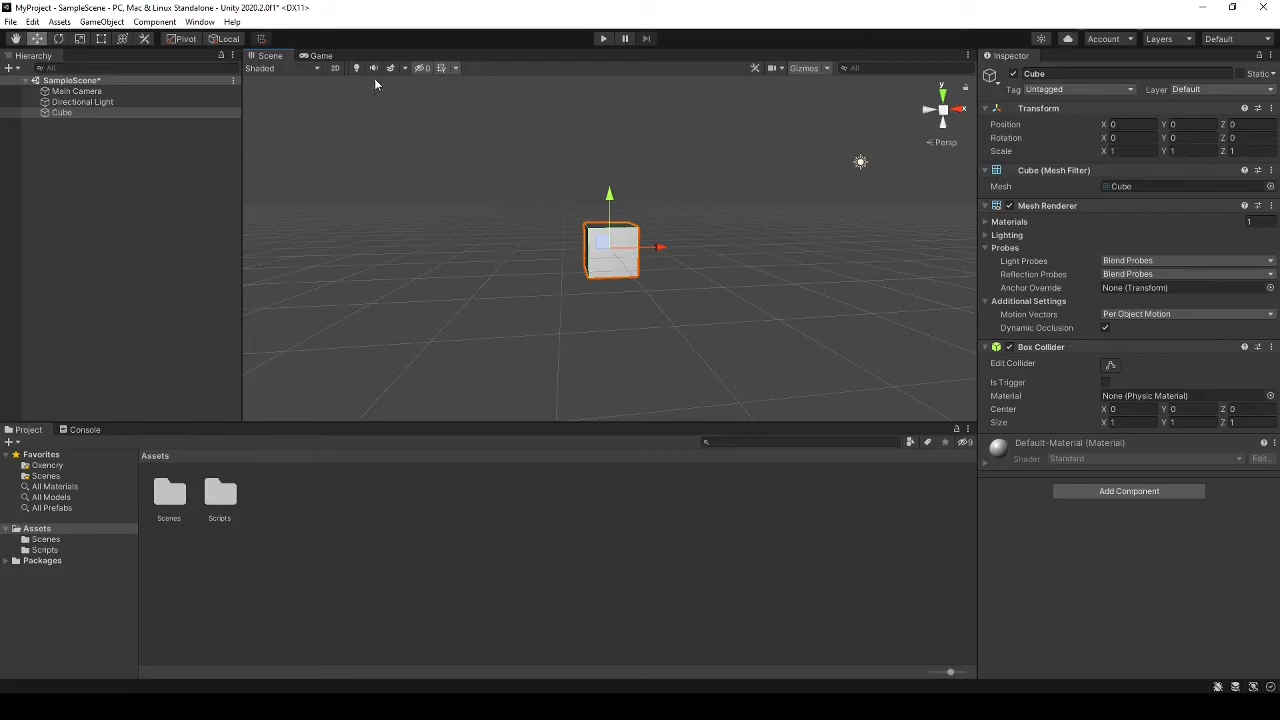 MyProject - SampleScene - PC, Mac & Linux Standalone - Unity 2020.2.0f1* <DX11>
File Edit Assets GameObject Component Window Help
Pivot Local Account Layers Default
Hierarchy
All
SampleScene*
Main Camera
Directional Light
Cube
Scene Game
Shaded 2D 0 Gizmos All
y
x
Persp
Inspector
Cube Static
Tag Untagged Layer Default
Transform
Position X 0 Y 0 Z 0
Rotation X 0 Y 0 Z 0
Scale X 1 Y 1 Z 1
Cube (Mesh Filter)
Mesh Cube
Mesh Renderer
Materials 1
Lighting
Probes
Light Probes Blend Probes
Reflection Probes Blend Probes
Anchor Override None (Transform)
Additional Settings
Motion Vectors Per Object Motion
Dynamic Occlusion
Box Collider
Edit Collider
Is Trigger
Material None (Physic Material)
Center X 0 Y 0 Z 0
Size X 1 Y 1 Z 1
Default-Material (Material)
Shader Standard Edit...
Add Component
Project Console
9
Favorites
Oxencry
Scenes
All Materials
All Models
All Prefabs
Assets
Scenes
Scripts
Packages
Assets
Scenes Scripts